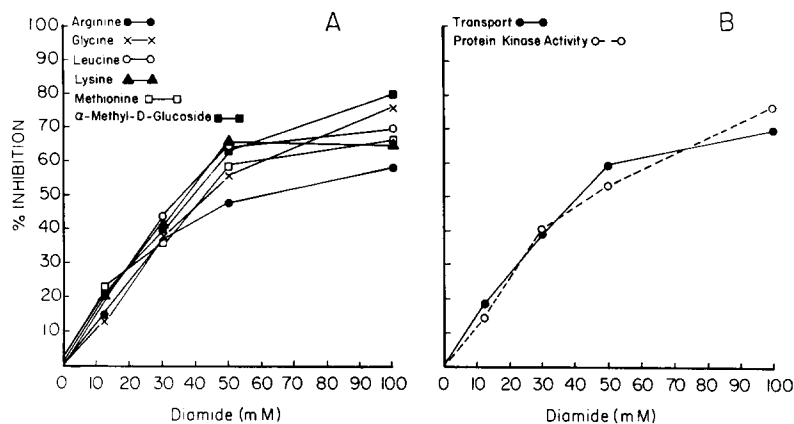 A
Arginine
Glycine
Leucine
Lysine
Methionine
α-Methyl-D-Glucoside
% INHIBITION
100
90
80
70
60
50
40
30
20
10
0 10 20 30 40 50 60 70 80 90 100
Diamide (mM)
B
Transport
Protein Kinase Activity
0 10 20 30 40 50 60 70 80 90 100
Diamide (mM)